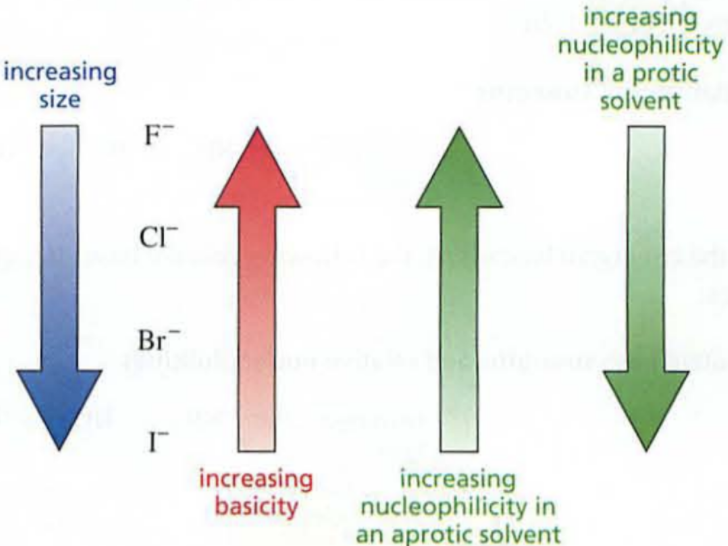 increasing
size
F⁻
Cl⁻
Br⁻
I⁻
increasing
basicity
increasing
nucleophilicity in
an aprotic solvent
increasing
nucleophilicity
in a protic
solvent